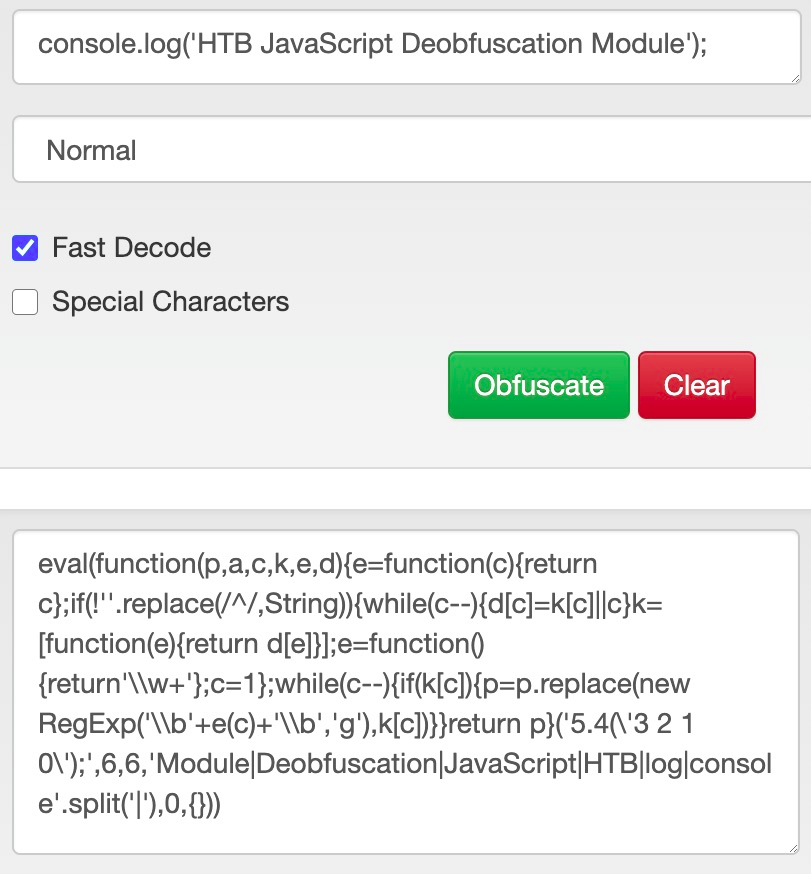 console.log('HTB JavaScript Deobfuscation Module');
Normal
Fast Decode
Special Characters
Obfuscate Clear
eval(function(p,a,c,k,e,d){e=function(c){return
c};if(!''.replace(/^/,String)){while(c--){d[c]=k[c]||c}k=
[function(e){return d[e]}];e=function()
{return'\\w+'};c=1};while(c--){if(k[c]){p=p.replace(new
RegExp('\\b'+e(c)+'\\b','g'),k[c])}}return p}('5.4(\'3 2 1
0\');',6,6,'Module|Deobfuscation|JavaScript|HTB|log|consol
e'.split('|'),0,{}))